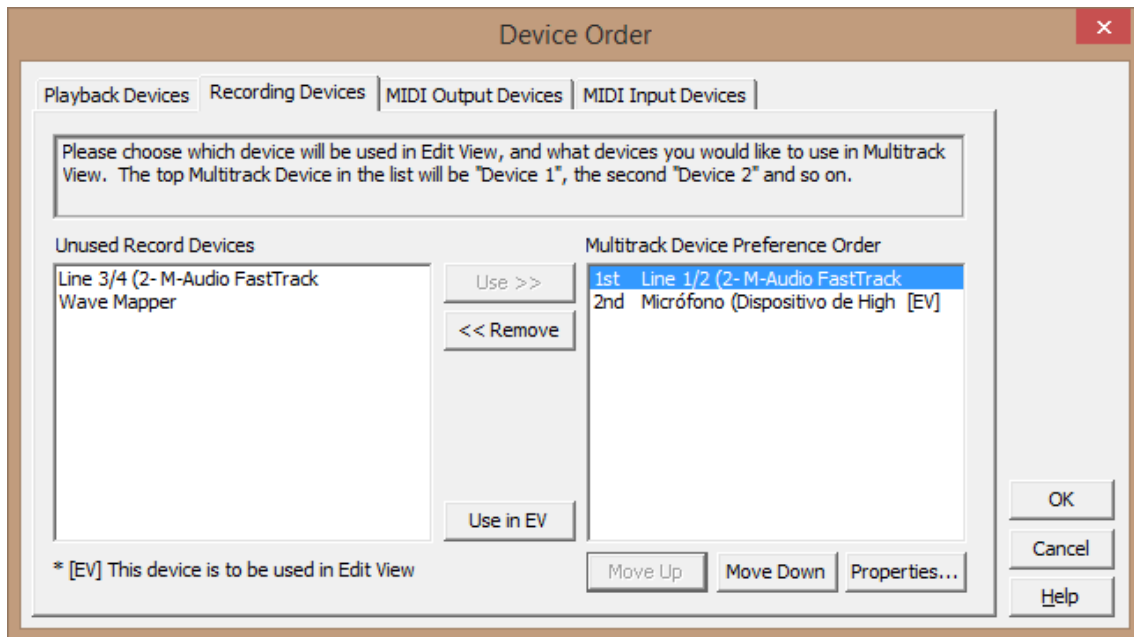 Device Order
Playback Devices
Recording Devices
MIDI Output Devices
MIDI Input Devices
Please choose which device will be used in Edit View, and what devices you would like to use in Multitrack
View. The top Multitrack Device in the list will be "Device 1", the second "Device 2" and so on.
Unused Record Devices
Line 3/4 (2- M-Audio FastTrack
Wave Mapper
Use >>
<< Remove
Use in EV
Multitrack Device Preference Order
1st Line 1/2 (2- M-Audio FastTrack
2nd Micrófono (Dispositivo de High [EV]
* [EV] This device is to be used in Edit View
Move Up
Move Down
Properties...
OK
Cancel
Help